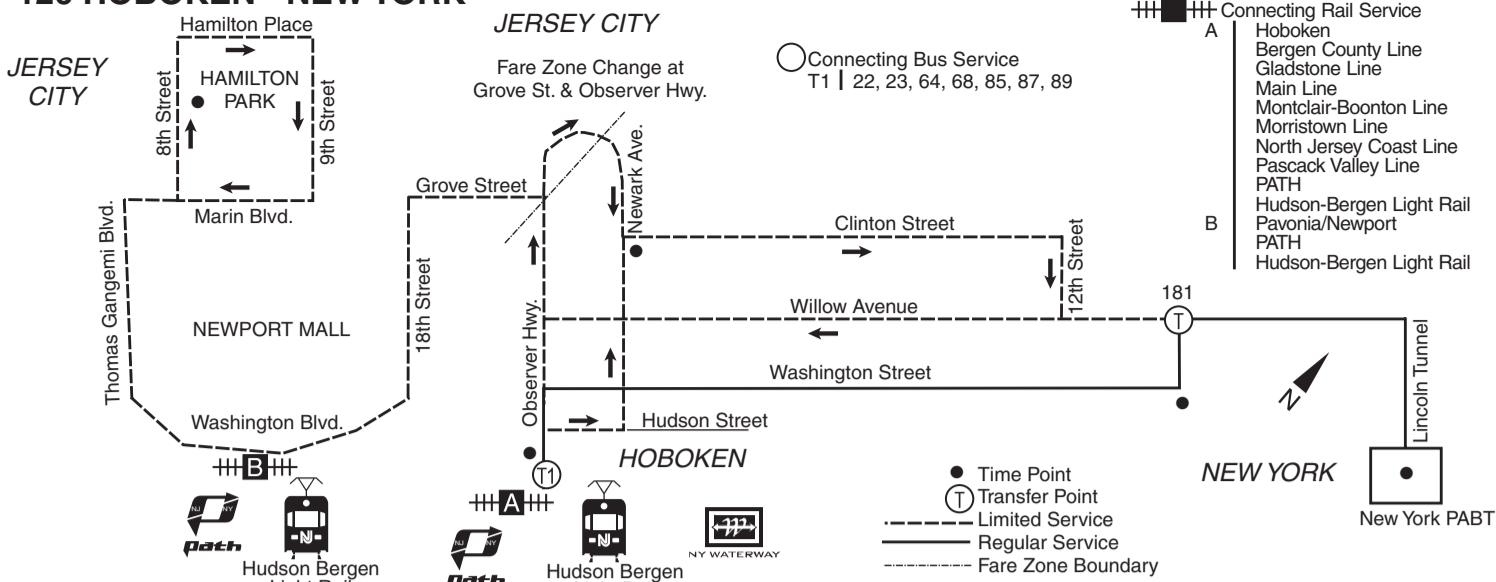 126 HOBOKEN - NEW YORK
Hamilton Place
JERSEY
CITY
8th Street
HAMILTON
PARK
9th Street
Marin Blvd.
Thomas Gangemi Blvd.
NEWPORT MALL
18th Street
Washington Blvd.
B
NJ NY
path
NJ
Hudson Bergen
JERSEY CITY
Fare Zone Change at
Grove St. & Observer Hwy.
Grove Street
Newark Ave.
Clinton Street
12th Street
Willow Avenue
Observer Hwy.
Washington Street
Hudson Street
HOBOKEN
T1
A
NJ NY
path
NJ
Hudson Bergen
NY WATERWAY
Connecting Bus Service
T1 22, 23, 64, 68, 85, 87, 89
Connecting Rail Service
A Hoboken
Bergen County Line
Gladstone Line
Main Line
Montclair-Boonton Line
Morristown Line
North Jersey Coast Line
Pascack Valley Line
PATH
Hudson-Bergen Light Rail
B Pavonia/Newport
PATH
Hudson-Bergen Light Rail
181
T
N
Lincoln Tunnel
NEW YORK
New York PABT
Time Point
T Transfer Point
Limited Service
Regular Service
Fare Zone Boundary